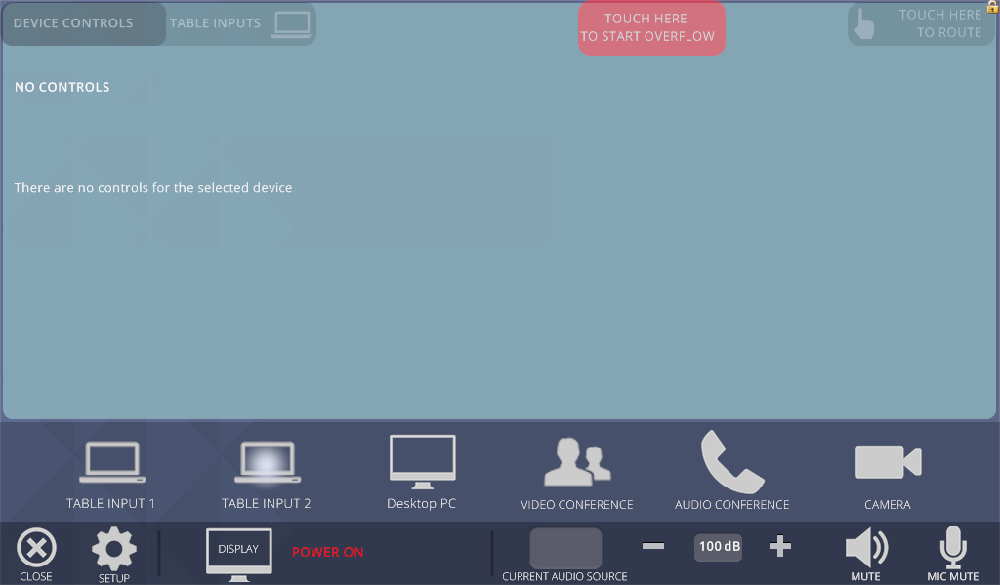 DEVICE CONTROLS
TABLE INPUTS
TOUCH HERE
TO START OVERFLOW
TOUCH HERE
TO ROUTE
NO CONTROLS
There are no controls for the selected device
TABLE INPUT 1
TABLE INPUT 2
Desktop PC
VIDEO CONFERENCE
AUDIO CONFERENCE
CAMERA
CLOSE
SETUP
DISPLAY
POWER ON
CURRENT AUDIO SOURCE
100 dB
MUTE
MIC MUTE